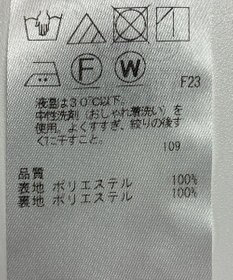 F W
F23
液温は30℃以下。
中性洗剤(おしゃれ着洗い)を
使用。よくすすぎ、絞りの後す
ぐに干すこと。
109
品質
表地 ポリエステル 100%
裏地 ポリエステル 100%